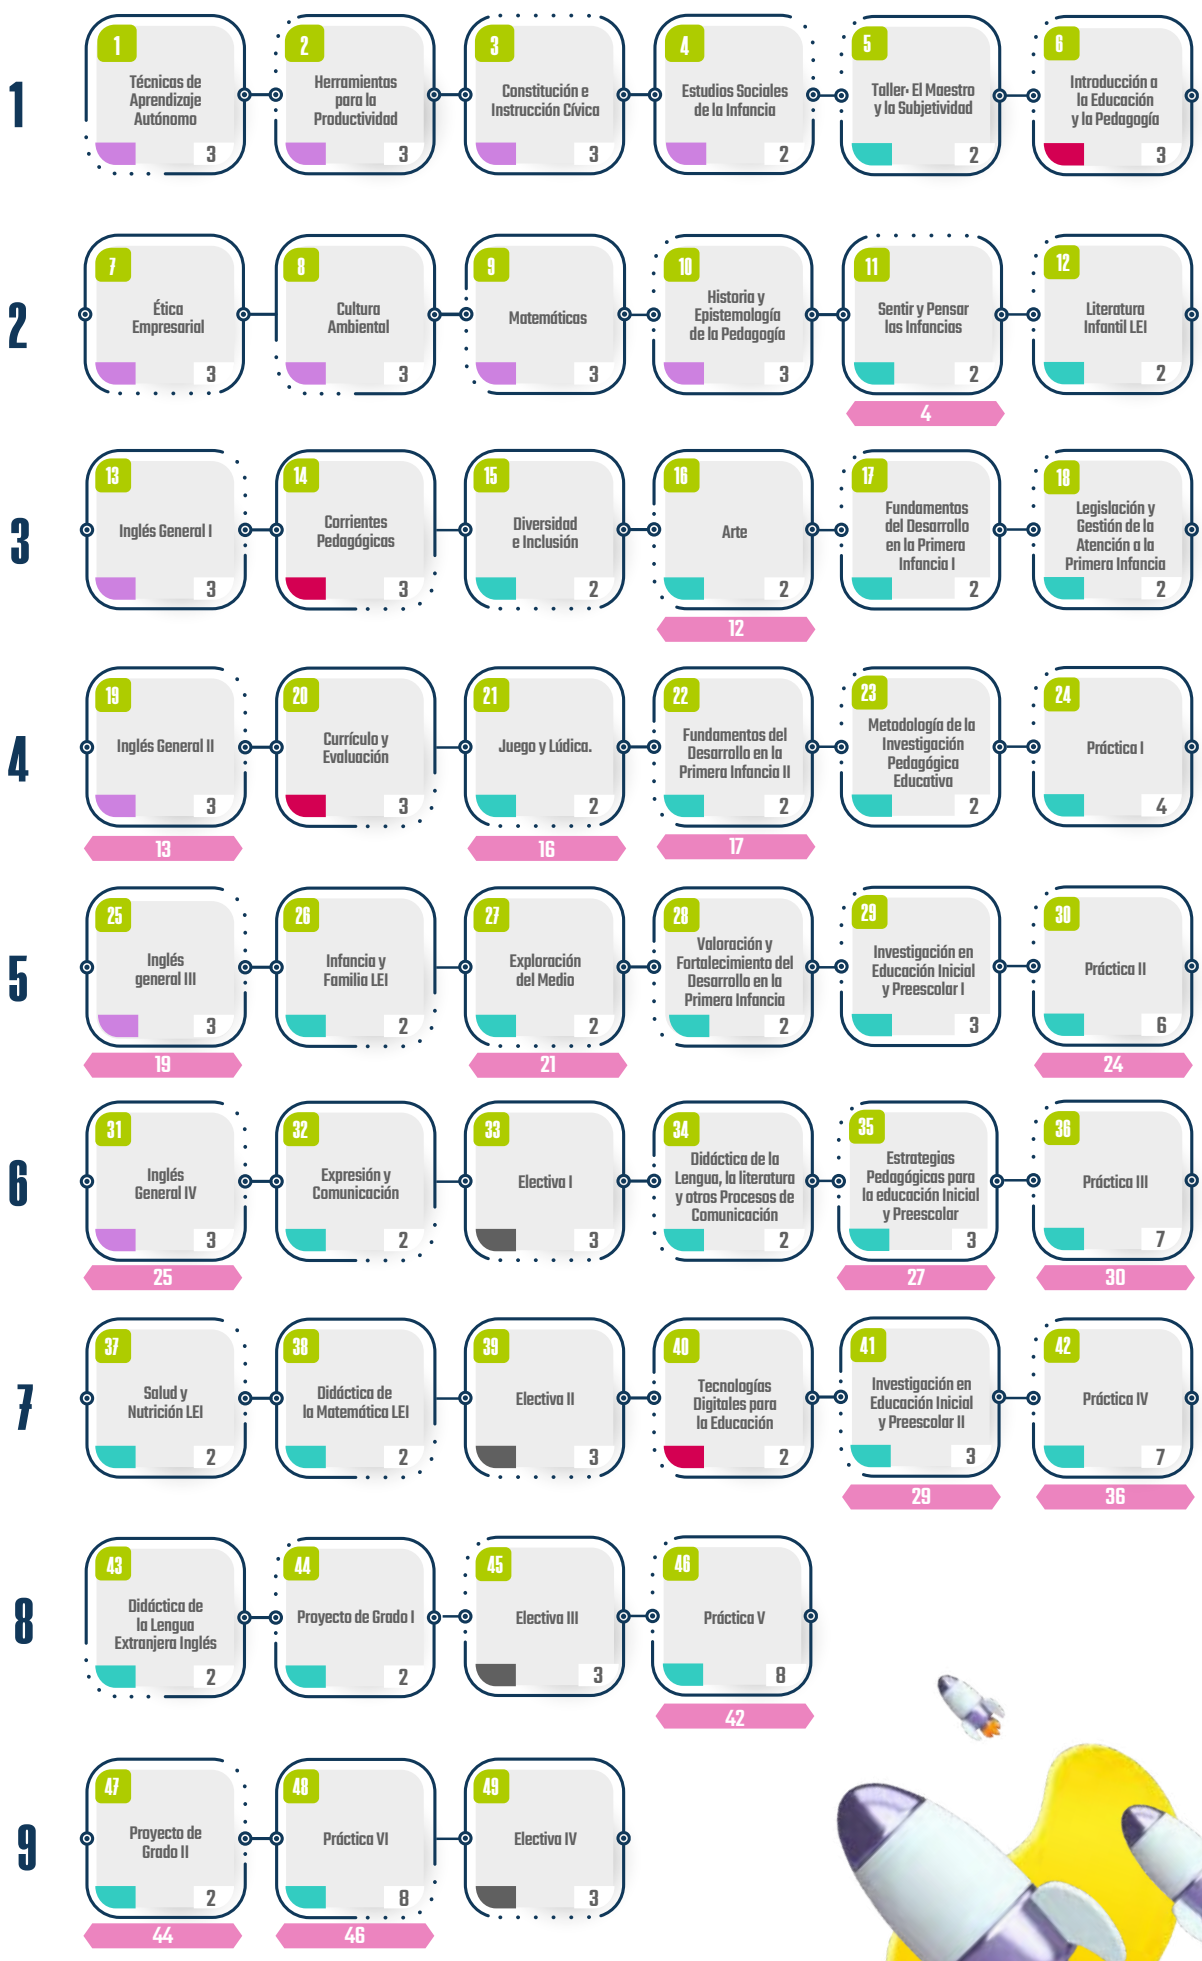 1
1
Técnicas de
Aprendizaje
Autónomo
3
2
Herramientas
para la
Productividad
3
3
Constitución e
Instrucción Cívica
3
4
Estudios Sociales
de la Infancia
2
5
Taller: El Maestro
y la Subjetividad
2
6
Introducción a
la Educación
y la Pedagogía
3
2
7
Ética
Empresarial
3
8
Cultura
Ambiental
3
9
Matemáticas
3
10
Historia y
Epistemología
de la Pedagogía
3
11
Sentir y Pensar
las Infancias
2
4
12
Literatura
Infantil LEI
2
3
13
Inglés General I
3
14
Corrientes
Pedagógicas
3
15
Diversidad
e Inclusión
2
16
Arte
2
12
17
Fundamentos
del Desarrollo
en la Primera
Infancia I
2
18
Legislación y
Gestión de la
Atención a la
Primera Infancia
2
4
19
Inglés General II
3
13
20
Currículo y
Evaluación
3
21
Juego y Lúdica.
2
16
22
Fundamentos del
Desarrollo en la
Primera Infancia II
2
17
23
Metodología de la
Investigación
Pedagógica
Educativa
2
24
Práctica I
4
5
25
Inglés
general III
3
19
26
Infancia y
Familia LEI
2
27
Exploración
del Medio
2
21
28
Valoración y
Fortalecimiento del
Desarrollo en la
Primera Infancia
2
29
Investigación en
Educación Inicial
y Preescolar I
3
30
Práctica II
6
24
6
31
Inglés
General IV
3
25
32
Expresión y
Comunicación
2
33
Electiva I
3
34
Didáctica de la
Lengua, la literatura
y otros Procesos de
Comunicación
2
35
Estrategias
Pedagógicas para
la educación Inicial
y Preescolar
3
27
36
Práctica III
7
30
7
37
Salud y
Nutrición LEI
2
38
Didáctica de
la Matemática LEI
2
39
Electiva II
3
40
Tecnologías
Digitales para
la Educación
2
41
Investigación en
Educación Inicial
y Preescolar II
3
29
42
Práctica IV
7
36
8
43
Didáctica de
la Lengua
Extranjera Inglés
2
44
Proyecto de Grado I
2
45
Electiva III
3
46
Práctica V
8
42
9
47
Proyecto de
Grado II
2
44
48
Práctica VI
8
46
49
Electiva IV
3